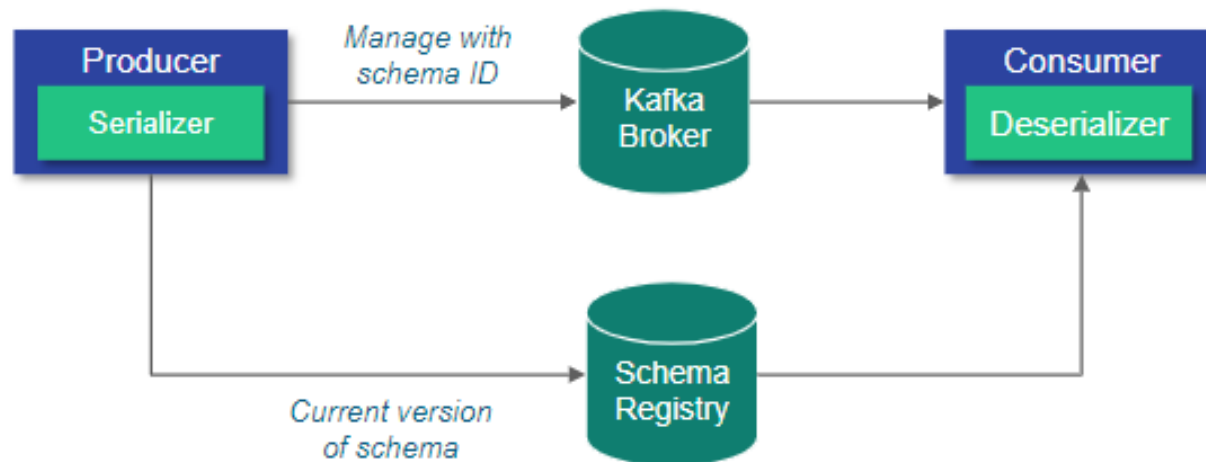 Producer
Serializer
Manage with
schema ID
Kafka
Broker
Consumer
Deserializer
Current version
of schema
Schema
Registry